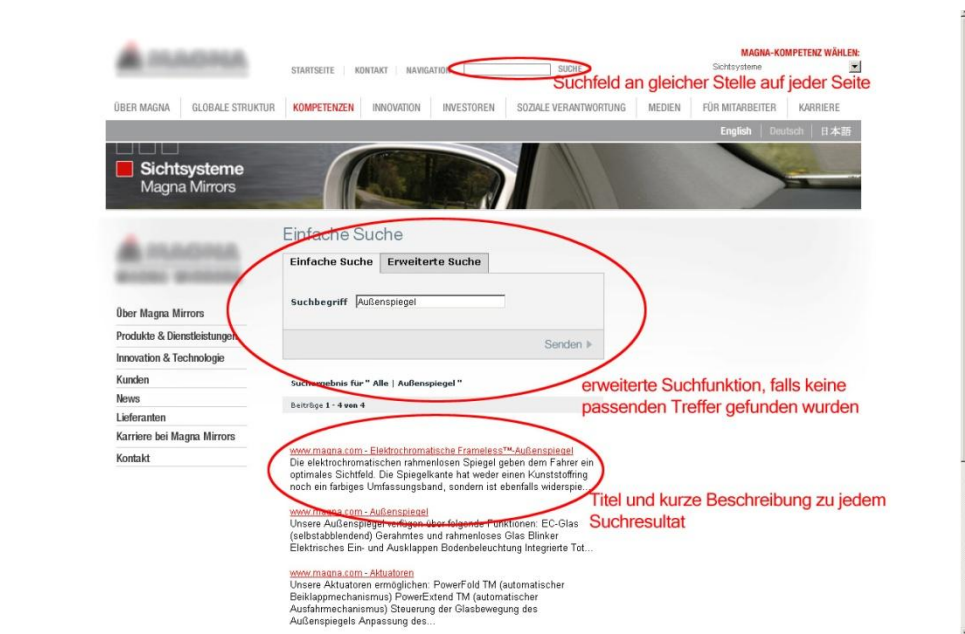 MAGNA-KOMPETENZ WÄHLEN:
STARTSEITE | KONTAKT | NAVIGATION SUCHE Sichtsysteme
Suchfeld an gleicher Stelle auf jeder Seite
ÜBER MAGNA | GLOBALE STRUKTUR | KOMPETENZEN | INNOVATION | INVESTOREN | SOZIALE VERANTWORTUNG | MEDIEN | FÜR MITARBEITER | KARRIERE
English | Deutsch | 日本語
Sichtsysteme
Magna Mirrors
Einfache Suche
Einfache Suche Erweiterte Suche
Suchbegriff Außenspiegel
Senden
Über Magna Mirrors
Produkte & Dienstleistungen
Innovation & Technologie
Kunden
News
Lieferanten
Karriere bei Magna Mirrors
Kontakt
Suchergebnis für " Alle | Außenspiegel "
Beiträge 1 - 4 von 4
erweiterte Suchfunktion, falls keine
passenden Treffer gefunden wurden
www.magna.com - Elektrochromatische Frameless™-Außenspiegel
Die elektrochromatischen rahmenlosen Spiegel geben dem Fahrer ein
optimales Sichtfeld. Die Spiegelkante hat weder einen Kunststoffring
noch ein farbiges Umfassungsband, sondern ist ebenfalls widerspie...
Titel und kurze Beschreibung zu jedem
Suchresultat
www.magna.com - Außenspiegel
Unsere Außenspiegel verfügen über folgende Funktionen: EC-Glas
(selbstabblendend) Gerahmtes und rahmenloses Glas Blinker
Elektrisches Ein- und Ausklappen Bodenbeleuchtung Integrierte Tot...
www.magna.com - Aktuatoren
Unsere Aktuatoren ermöglichen: PowerFold TM (automatischer
Beiklappmechanismus) PowerExtend TM (automatischer
Ausfahrmechanismus) Steuerung der Glasbewegung des
Außenspiegels Anpassung des...